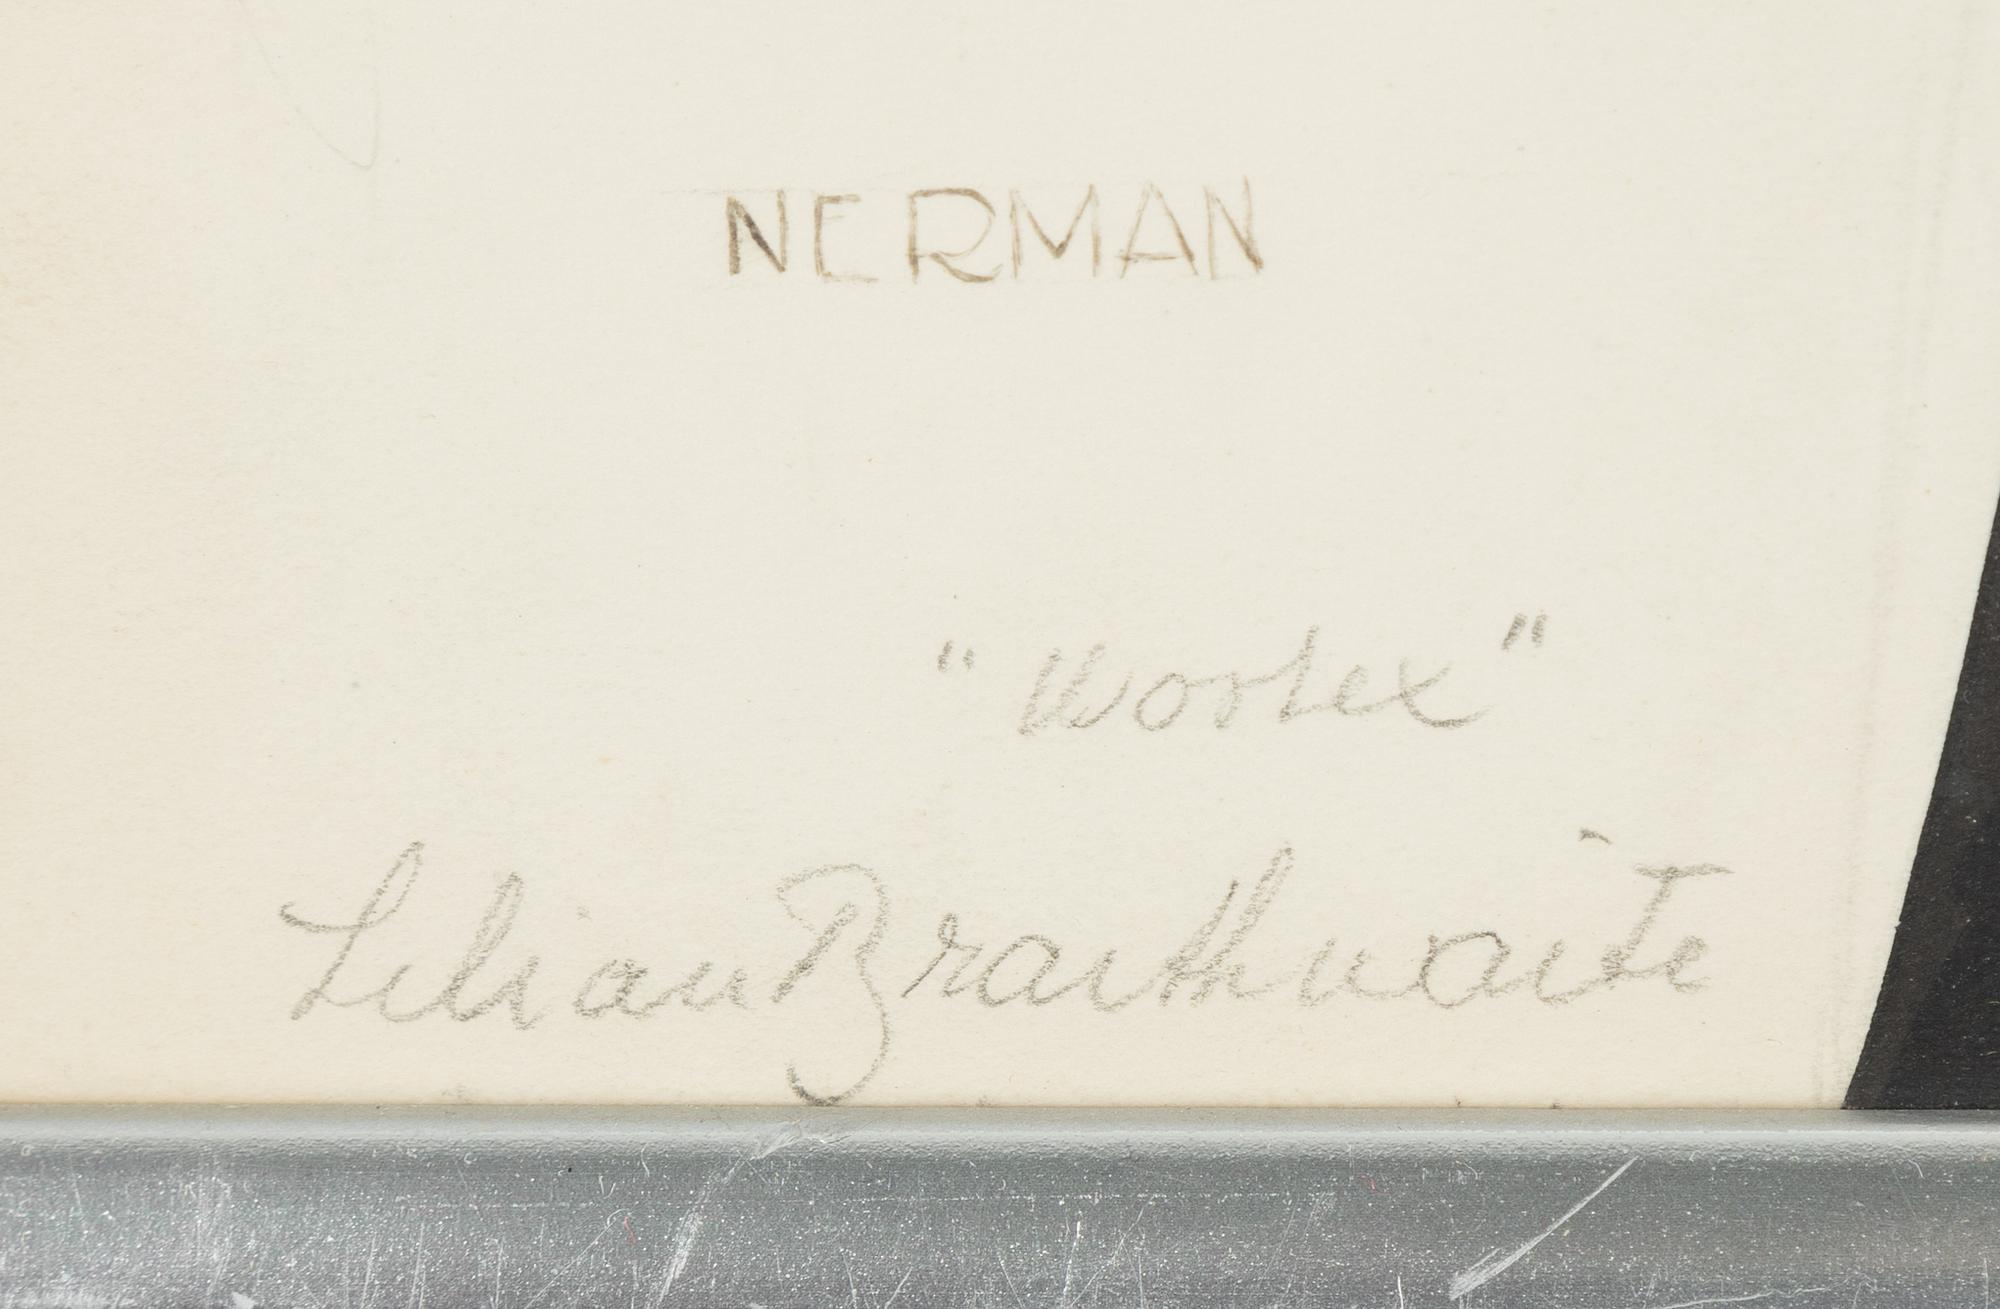 NERMAN
"Vortex"
Lilian Braithwaite